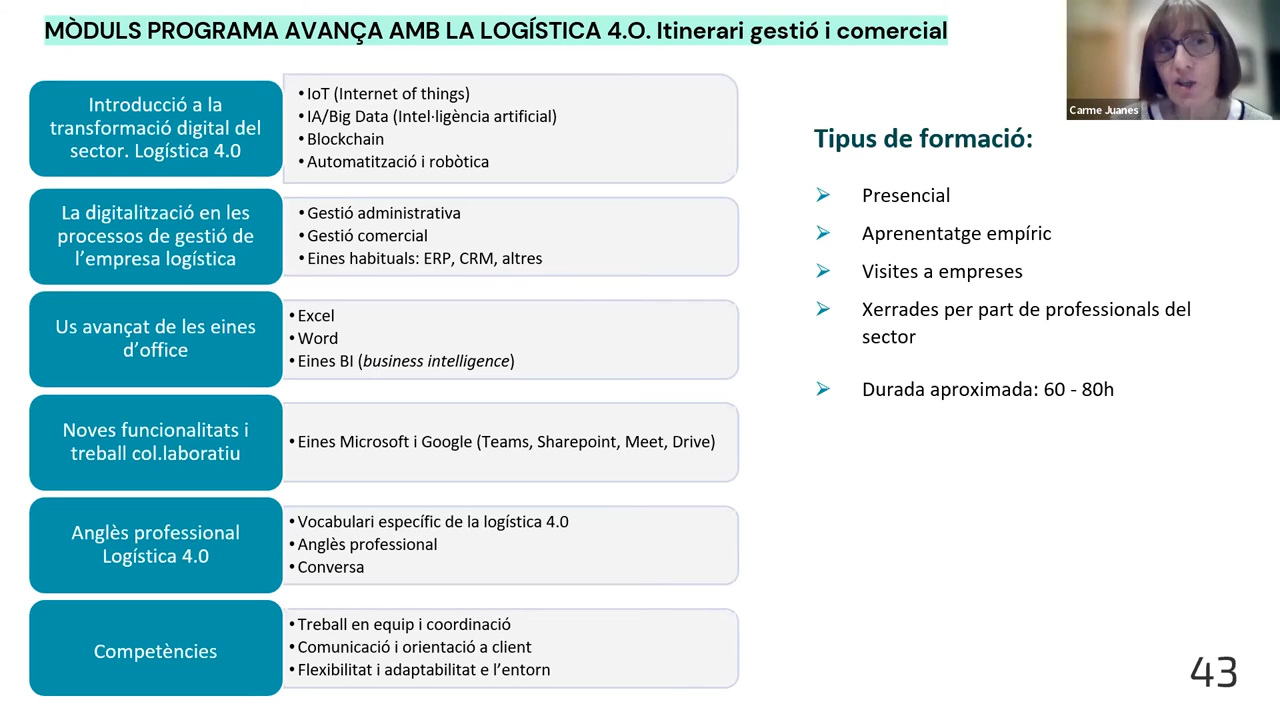 MÒDULS PROGRAMA AVANÇA AMB LA LOGÍSTICA 4.O. Itinerari gestió i comercial
Carme Juanes
Introducció a la
transformació digital del
sector. Logística 4.0
• IoT (Internet of things)
• IA/Big Data (Intel·ligència artificial)
• Blockchain
• Automatització i robòtica
La digitalització en les
processos de gestió de
l’empresa logística
• Gestió administrativa
• Gestió comercial
• Eines habituals: ERP, CRM, altres
Us avançat de les eines
d’office
• Excel
• Word
• Eines BI (business intelligence)
Noves funcionalitats i
treball col.laboratiu
• Eines Microsoft i Google (Teams, Sharepoint, Meet, Drive)
Anglès professional
Logística 4.0
• Vocabulari específic de la logística 4.0
• Anglès professional
• Conversa
Competències
• Treball en equip i coordinació
• Comunicació i orientació a client
• Flexibilitat i adaptabilitat e l’entorn
Tipus de formació:
Presencial
Aprenentatge empíric
Visites a empreses
Xerrades per part de professionals del
sector
Durada aproximada: 60 - 80h
43